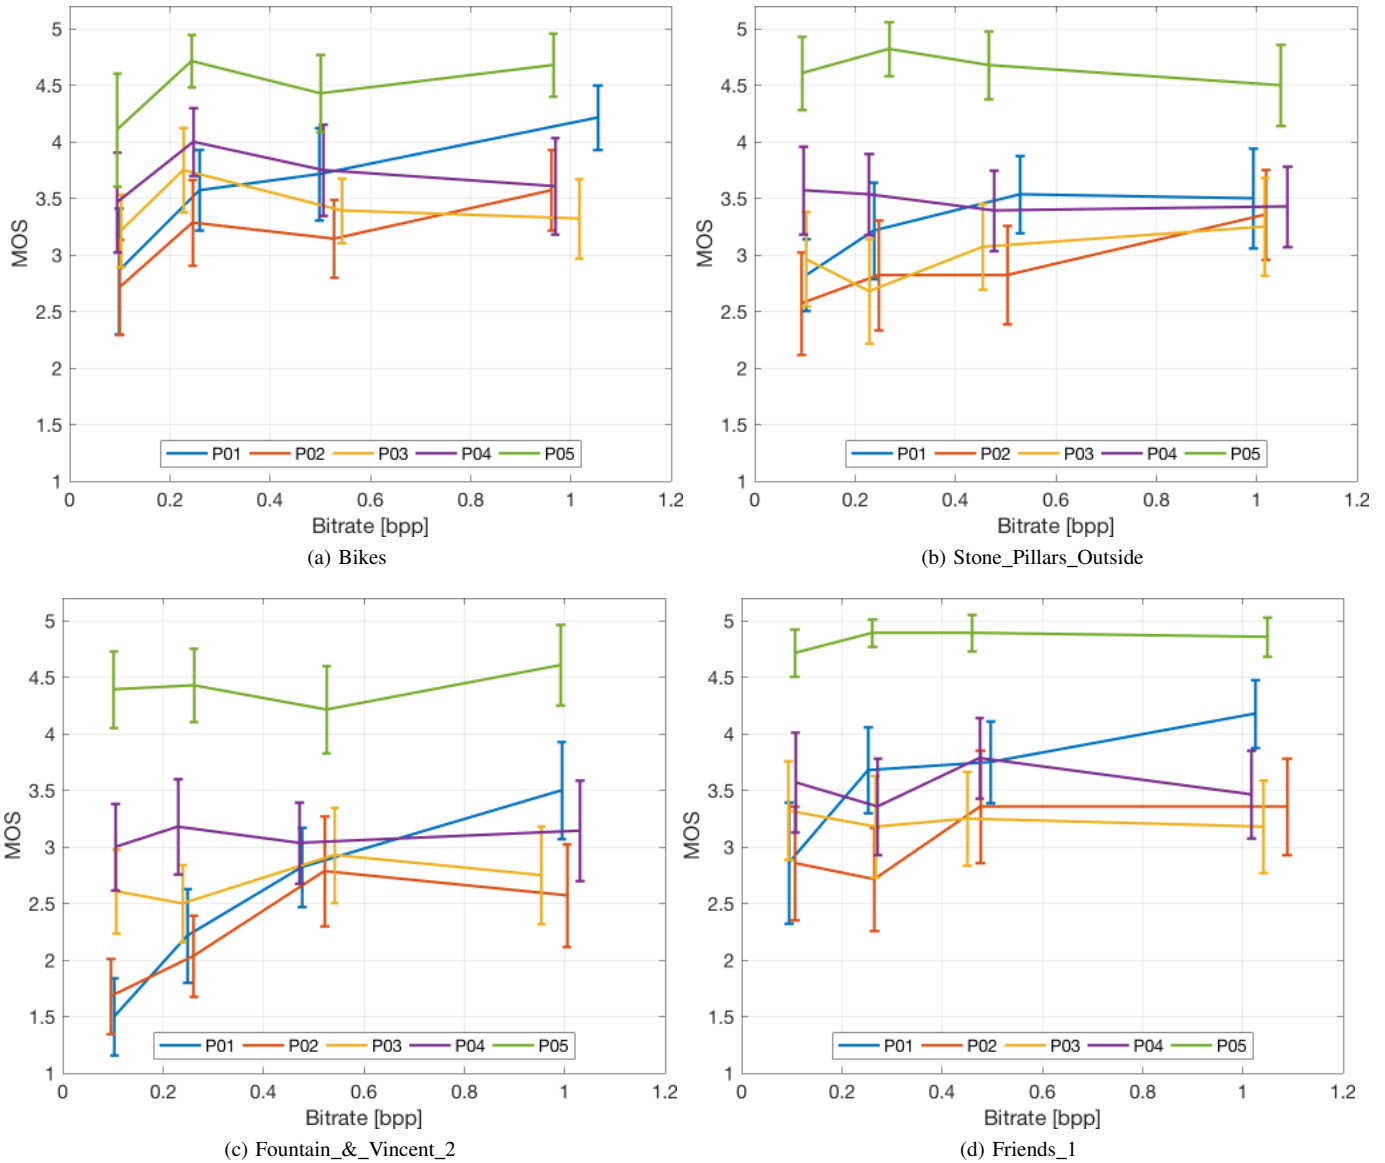 5
4.5
4
3.5
3
2.5
2
1.5
1
MOS
P01 P02 P03 P04 P05
0 0.2 0.4 0.6 0.8 1 1.2
Bitrate [bpp]
(a) Bikes
5
4.5
4
3.5
3
2.5
2
1.5
1
MOS
P01 P02 P03 P04 P05
0 0.2 0.4 0.6 0.8 1 1.2
Bitrate [bpp]
(b) Stone_Pillars_Outside
5
4.5
4
3.5
3
2.5
2
1.5
1
MOS
P01 P02 P03 P04 P05
0 0.2 0.4 0.6 0.8 1 1.2
Bitrate [bpp]
(c) Fountain_&_Vincent_2
5
4.5
4
3.5
3
2.5
2
1.5
1
MOS
P01 P02 P03 P04 P05
0 0.2 0.4 0.6 0.8 1 1.2
Bitrate [bpp]
(d) Friends_1